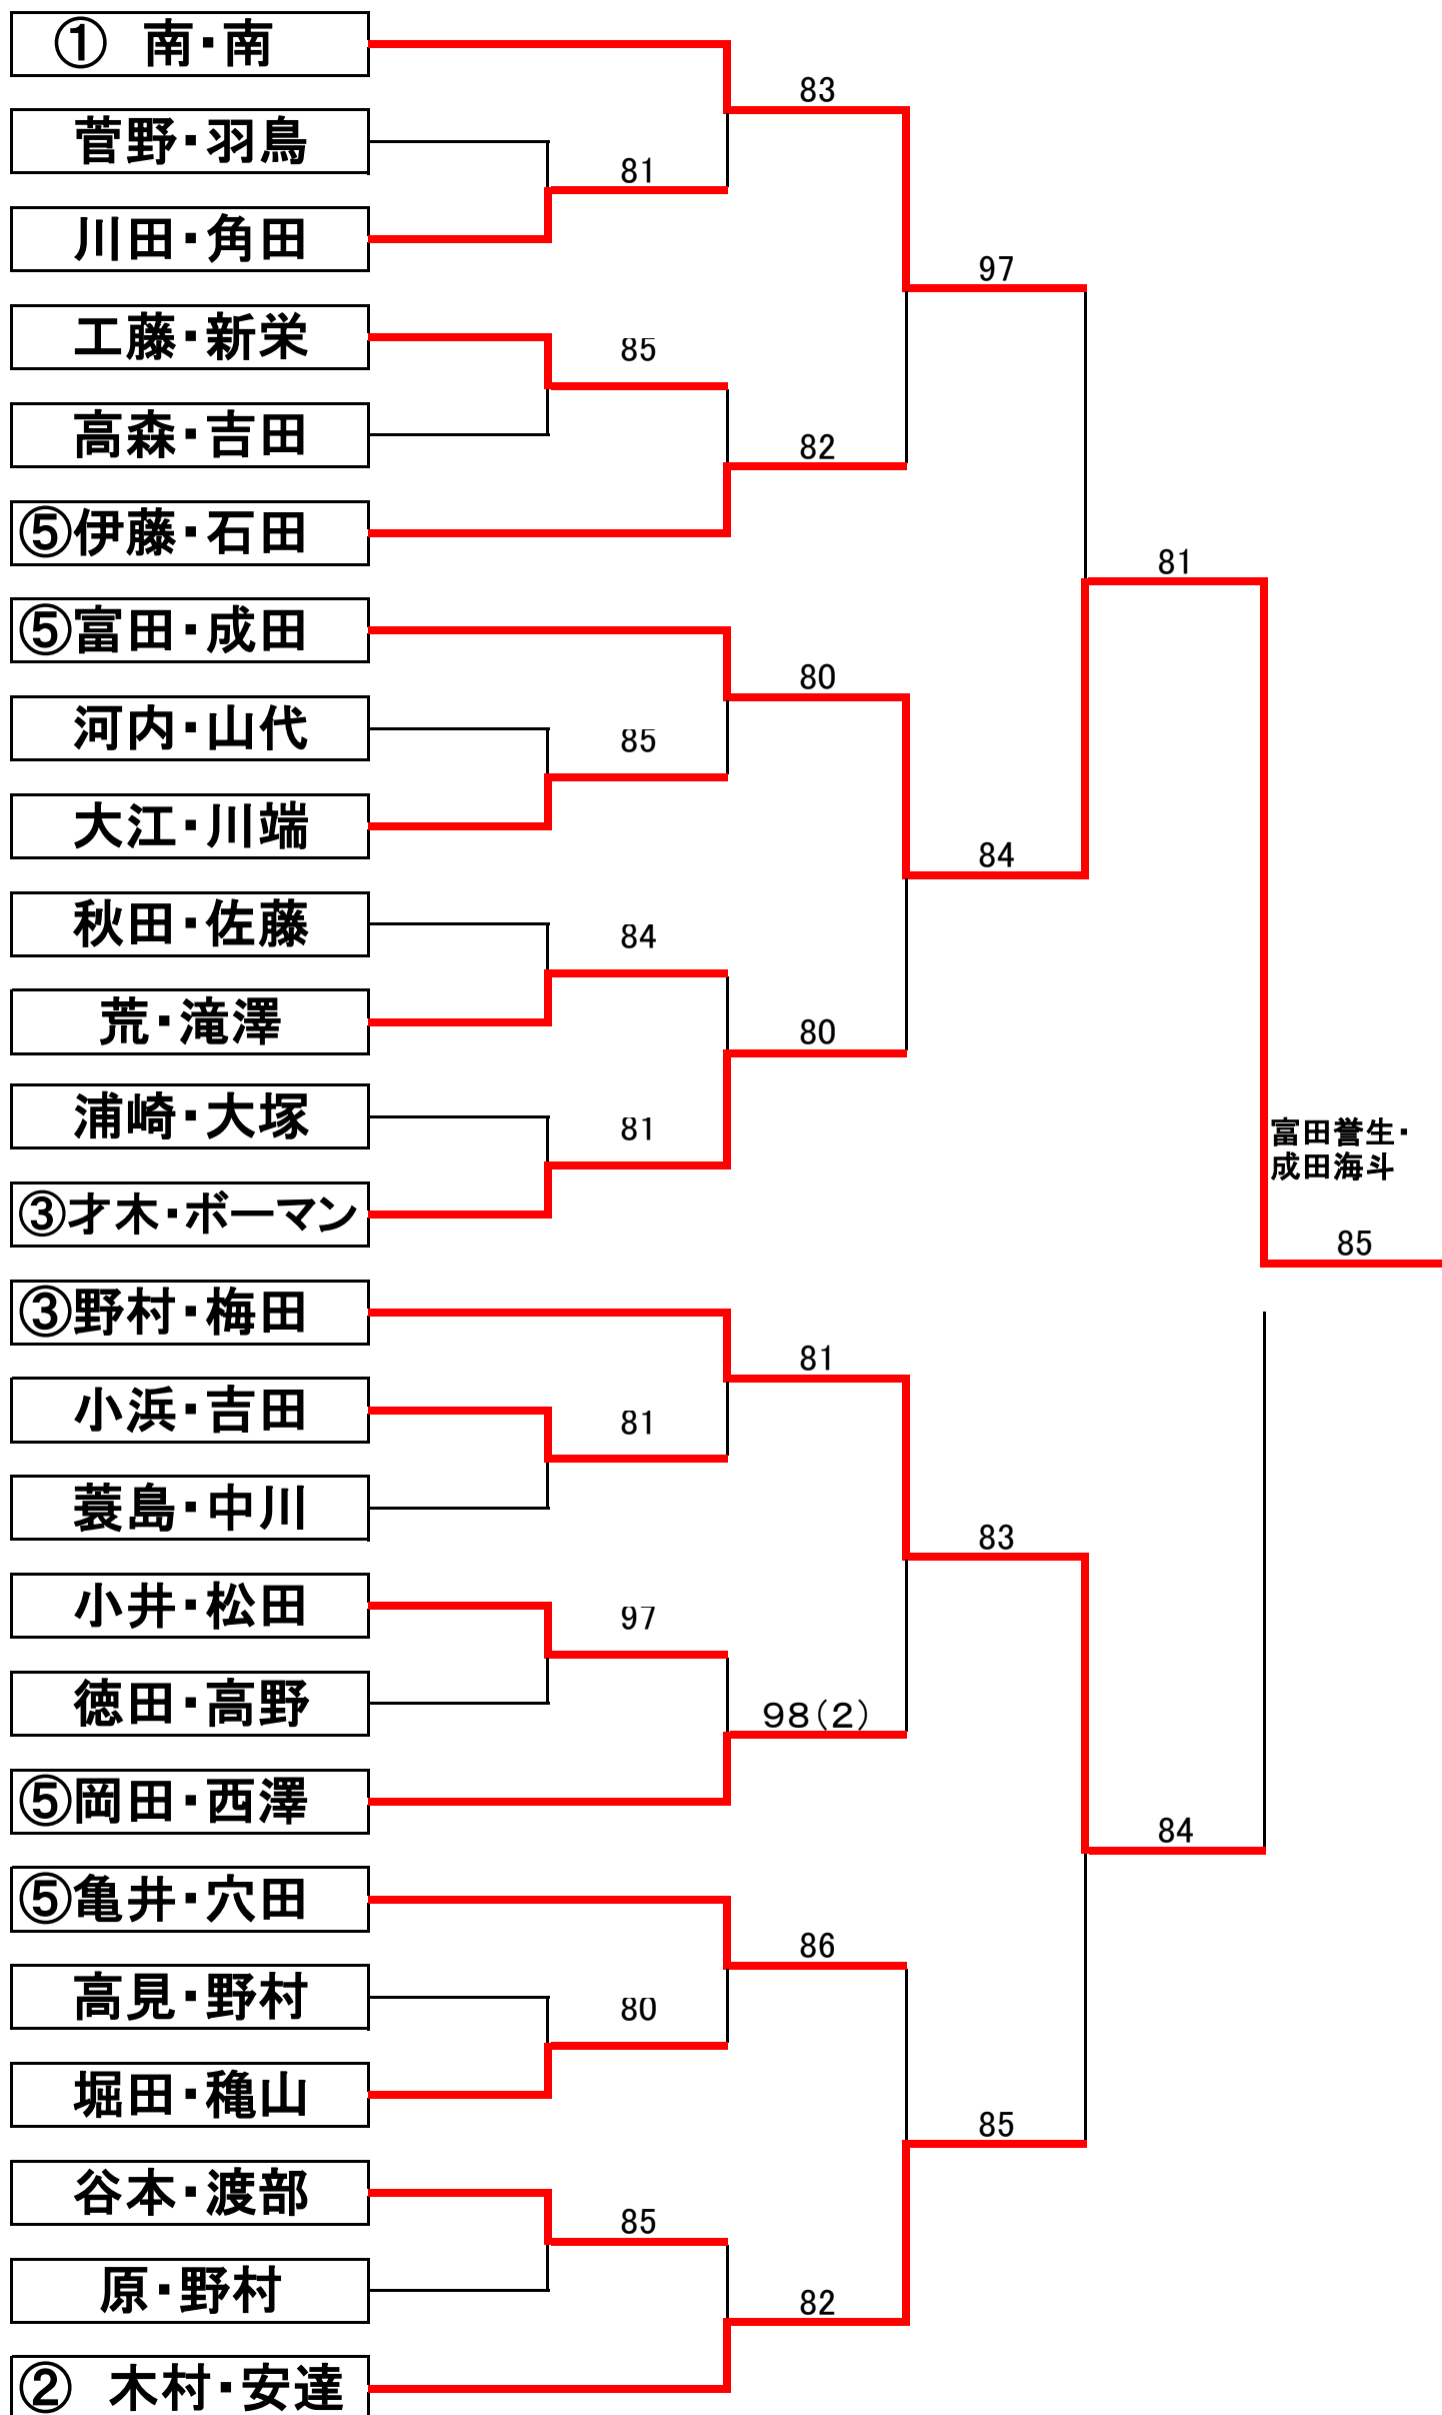 ① 南・南
83
菅野・羽鳥
81
川田・角田
97
工藤・新栄
85
高森・吉田
82
⑤伊藤・石田
81
⑤富田・成田
80
河内・山代
85
大江・川端
84
秋田・佐藤
84
荒・滝澤
80
浦崎・大塚
81
富田誉生・
成田海斗
③才木・ボーマン
85
③野村・梅田
81
小浜・吉田
81
蓑島・中川
83
小井・松田
97
徳田・高野
98(2)
⑤岡田・西澤
84
⑤亀井・穴田
86
高見・野村
80
堀田・穐山
85
谷本・渡部
85
原・野村
82
② 木村・安達